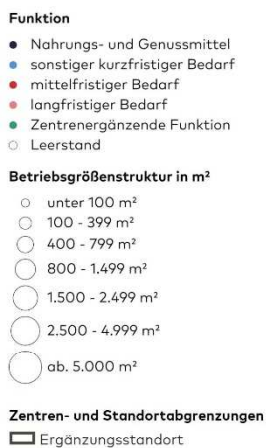 Funktion
Nahrungs- und Genussmittel
sonstiger kurzfristiger Bedarf
mittelfristiger Bedarf
langfristiger Bedarf
Zentrenergänzende Funktion
Leerstand
Betriebsgrößenstruktur in m²
unter 100 m²
100 - 399 m²
400 - 799 m²
800 - 1.499 m²
1.500 - 2.499 m²
2.500 - 4.999 m²
ab. 5.000 m²
Zentren- und Standortabgrenzungen
Ergänzungsstandort